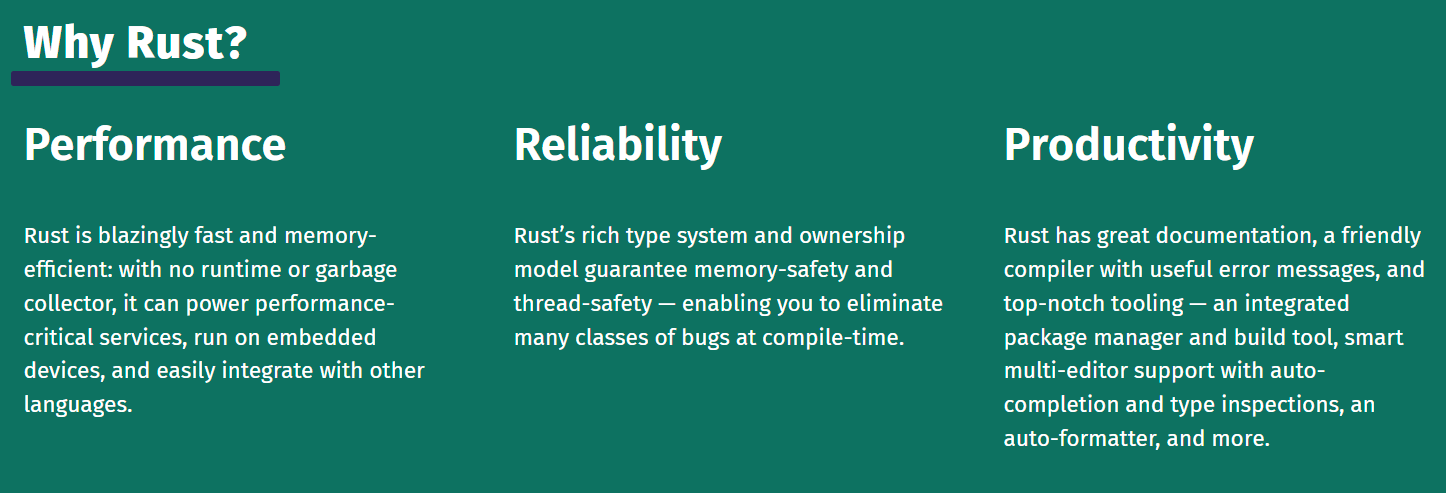 Why Rust?
Performance
Rust is blazingly fast and memory-
efficient: with no runtime or garbage
collector, it can power performance-
critical services, run on embedded
devices, and easily integrate with other
languages.
Reliability
Rust’s rich type system and ownership
model guarantee memory-safety and
thread-safety — enabling you to eliminate
many classes of bugs at compile-time.
Productivity
Rust has great documentation, a friendly
compiler with useful error messages, and
top-notch tooling — an integrated
package manager and build tool, smart
multi-editor support with auto-
completion and type inspections, an
auto-formatter, and more.